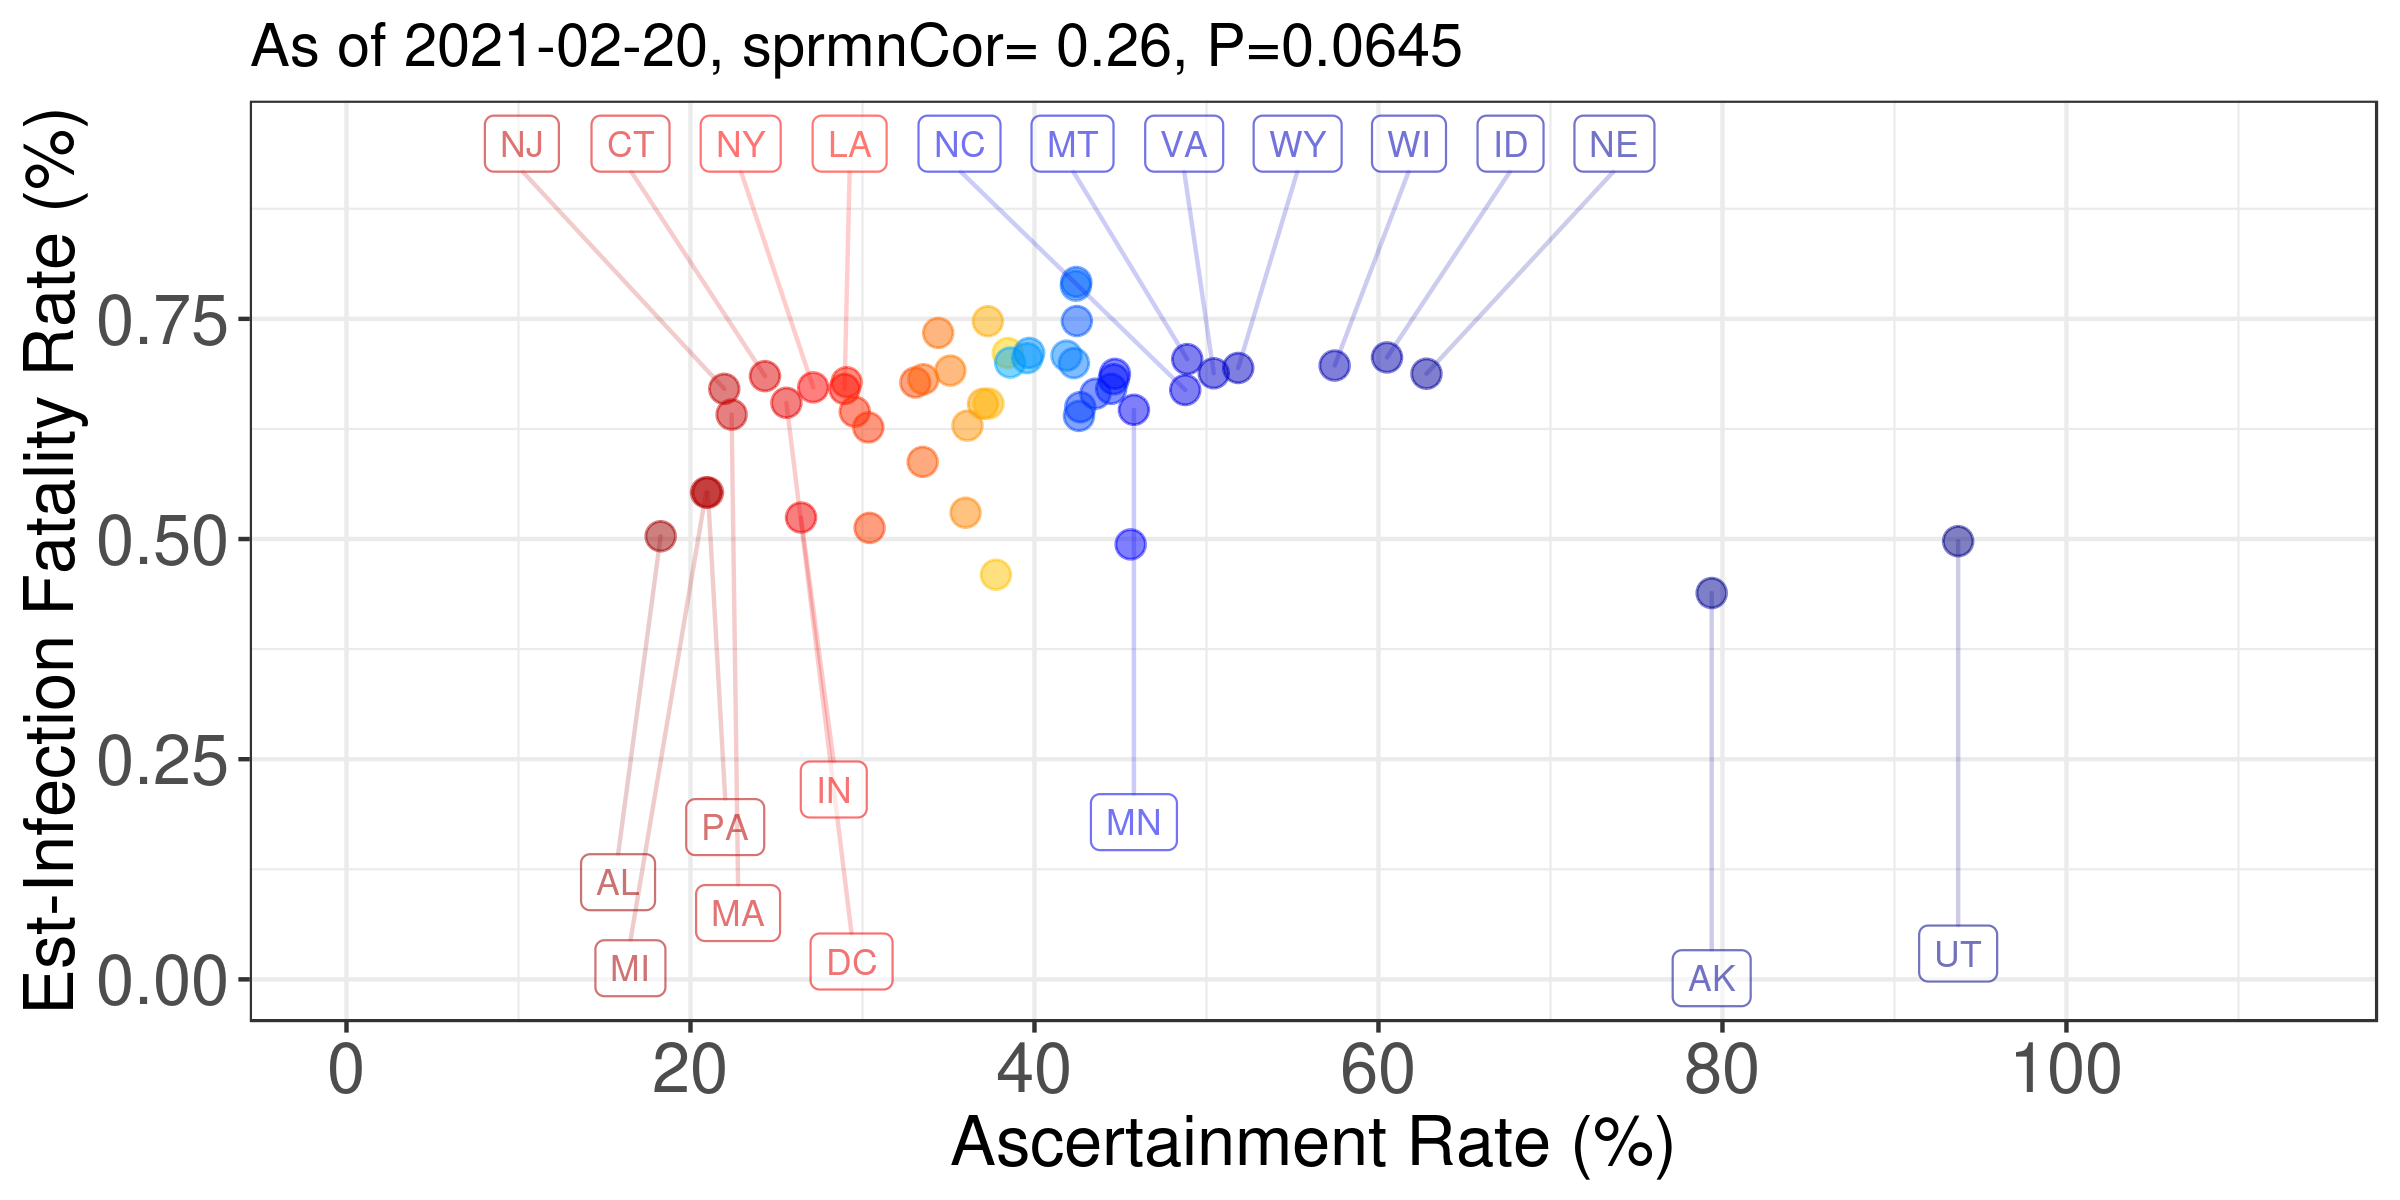 As of 2021-02-20, sprmnCor= 0.26, P=0.0645
NJ CT NY LA NC MT VA WY WI ID NE
Est-Infection Fatality Rate (%)
0.75
0.50
0.25
0.00
IN
PA
MN
AL
MA
MI
DC
UT
AK
0 20 40 60 80 100
Ascertainment Rate (%)